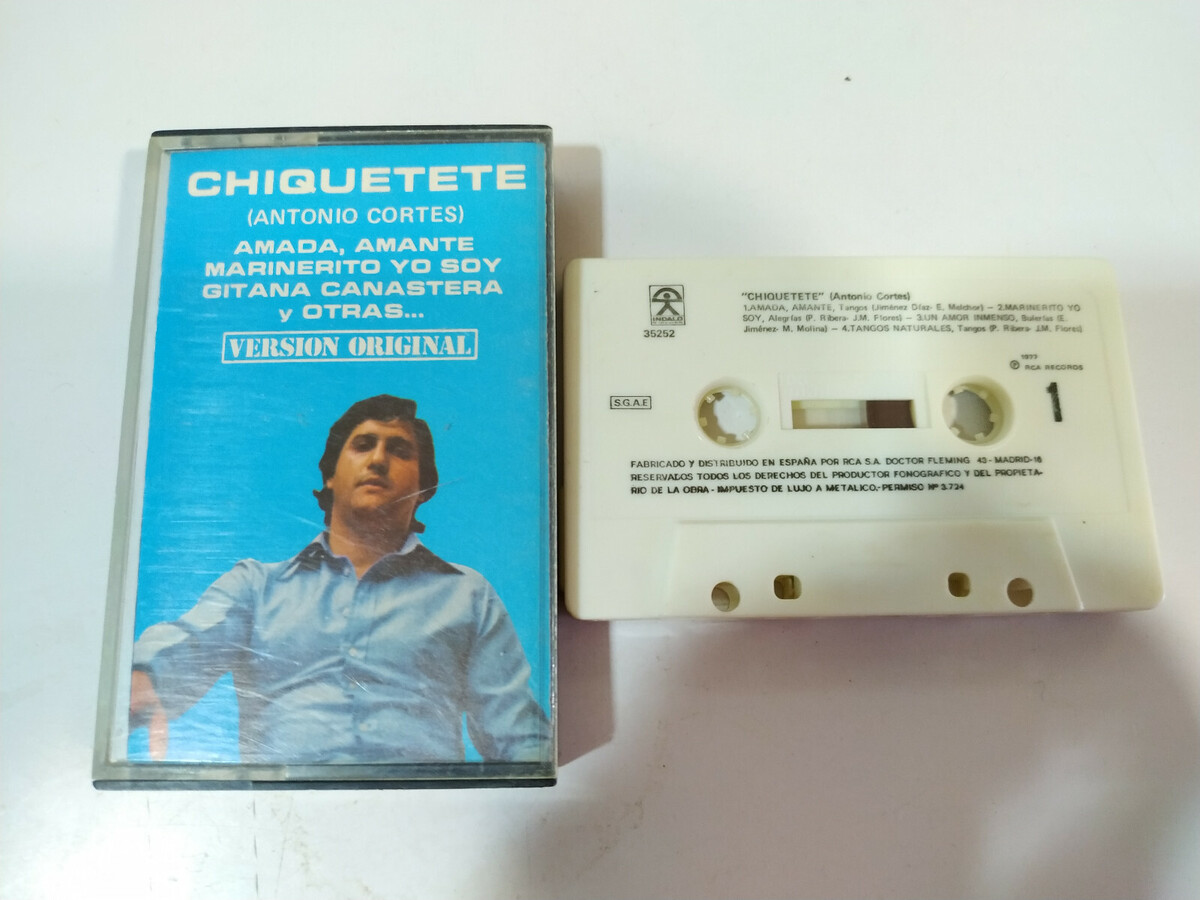 CHIQUETETE
(ANTONIO CORTES)
AMADA, AMANTE
MARINERITO YO SOY
GITANA CANASTERA
y OTRAS...
VERSION ORIGINAL
INDALO
35252
"CHIQUETETE" (Antonio Cortes)
1.AMADA, AMANTE, Tangos (Jiménez Díaz- E. Melchor) – 2.MARINERITO YO
SOY, Alegrías (P. Ribera- J.M. Flores) – 3.UN AMOR INMENSO, Bulerías (E.
Jiménez- M. Molina) – 4.TANGOS NATURALES, Tangos (P. Ribera- J.M. Flores)
℗ RCA RECORDS
S.G.A.E
1
FABRICADO Y DISTRIBUIDO EN ESPAÑA POR RCA S.A. DOCTOR FLEMING 43 - MADRID-16
RESERVADOS TODOS LOS DERECHOS DEL PRODUCTOR FONOGRAFICO Y DEL PROPIETA-
RIO DE LA OBRA - IMPUESTO DE LUJO A METALICO.-PERMISO Nº 3.724